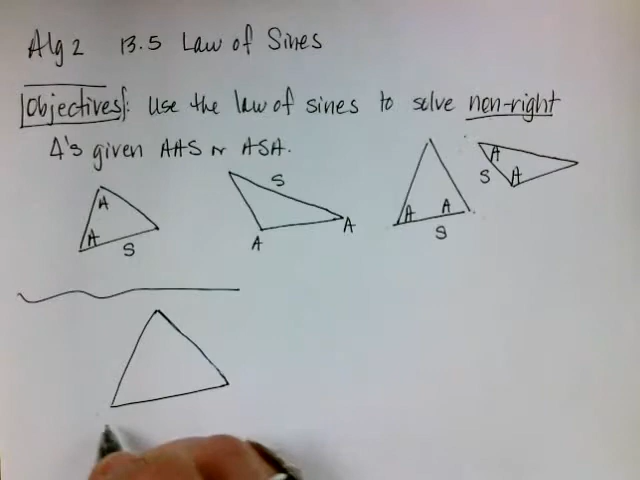 Alg 2 13.5 Law of Sines
Objectives: Use the law of sines to solve non-right
Δ's given AAS or ASA.
A A S
S A A
A A S
A S A